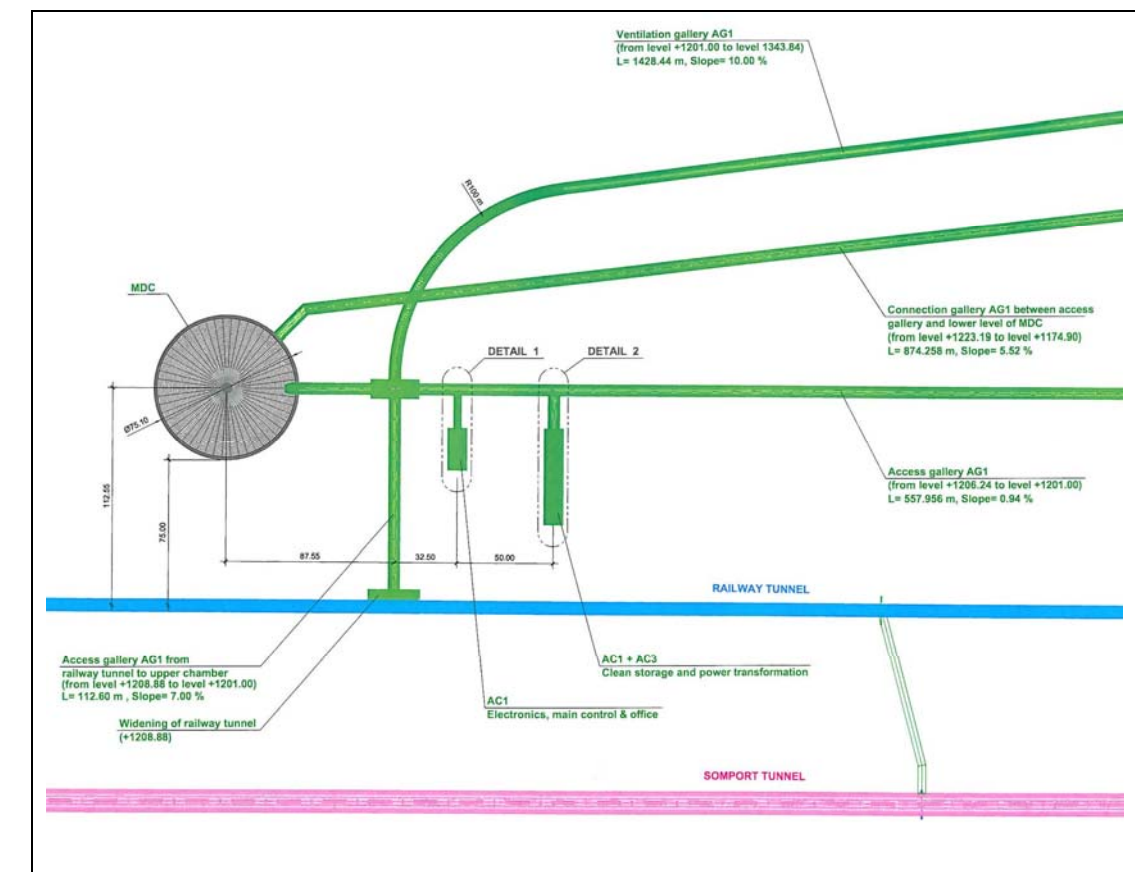 Ventilation gallery AG1
(from level +1201.00 to level 1343.84)
L= 1428.44 m, Slope= 10.00 %
R100 m
MDC
Connection gallery AG1 between access
gallery and lower level of MDC
(from level +1223.19 to level +1174.90)
L= 874.258 m, Slope= 5.52 %
DETAIL 1
DETAIL 2
Ø75.10
Access gallery AG1
(from level +1206.24 to level +1201.00)
L= 557.956 m, Slope= 0.94 %
112.55
75.00
87.55
32.50
50.00
RAILWAY TUNNEL
Access gallery AG1 from
railway tunnel to upper chamber
(from level +1208.88 to level +1201.00)
L= 112.60 m , Slope= 7.00 %
AC1 + AC3
Clean storage and power transformation
AC1
Electronics, main control & office
Widening of railway tunnel
(+1208.88)
SOMPORT TUNNEL